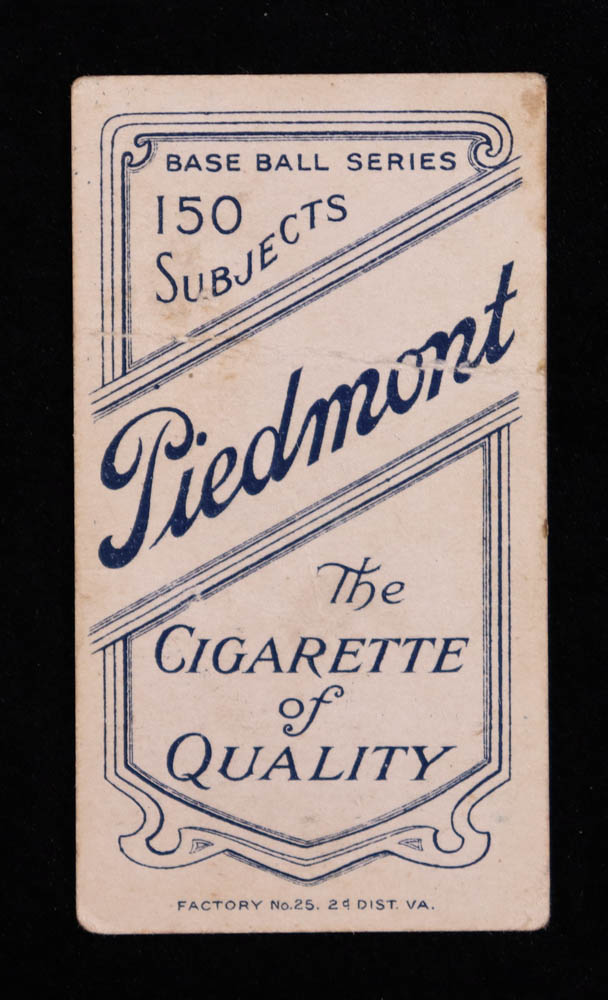 BASE BALL SERIES
150
SUBJECTS
Piedmont
The
CIGARETTE
of
QUALITY
FACTORY No. 25. 2d DIST. VA.